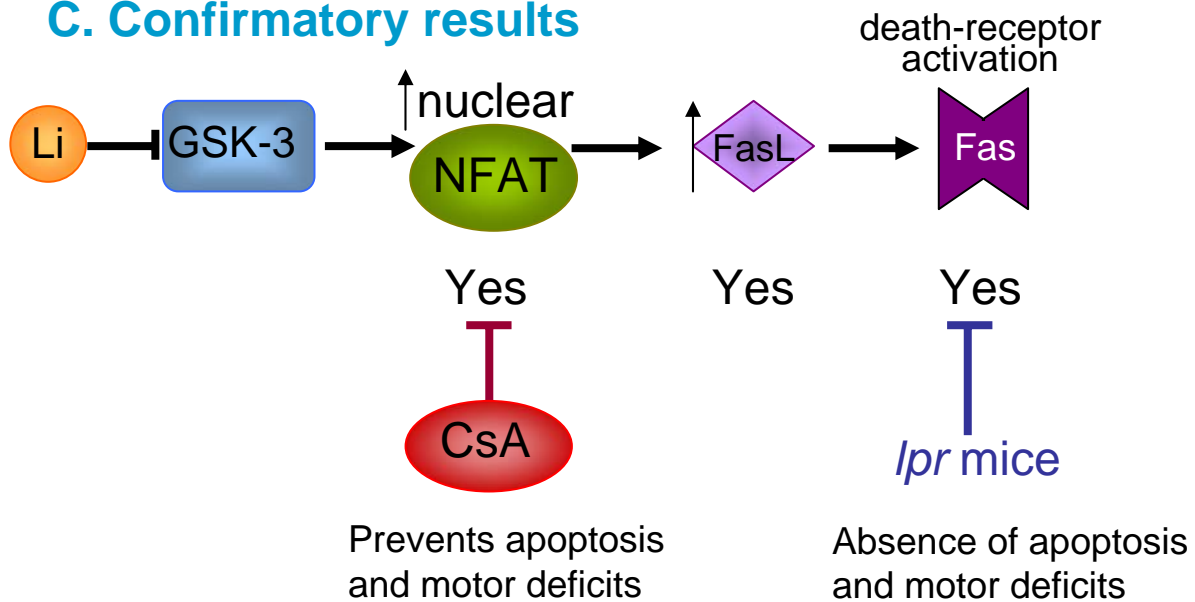 C. Confirmatory results
death-receptor
activation
Li
GSK-3
nuclear
NFAT
FasL
Fas
Yes
Yes
Yes
CsA
lpr mice
Prevents apoptosis
and motor deficits
Absence of apoptosis
and motor deficits